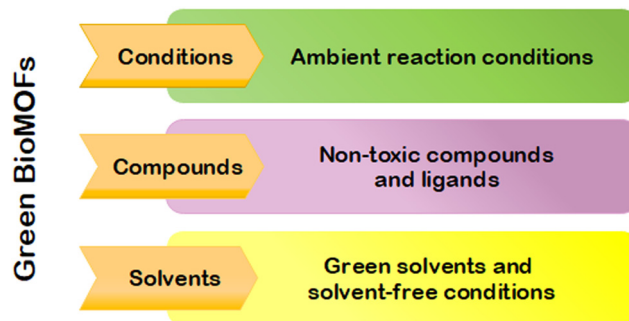 Green BioMOFs
Conditions
Ambient reaction conditions
Compounds
Non-toxic compounds
and ligands
Solvents
Green solvents and
solvent-free conditions